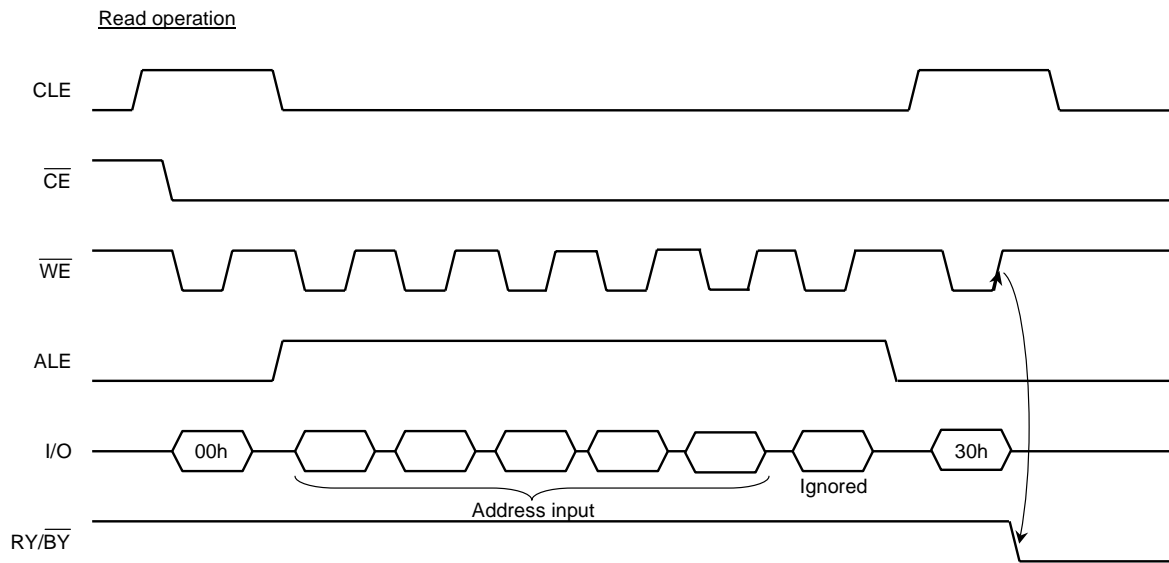 Read operation
CLE
CE
WE
ALE
I/O 00h 30h
Ignored
Address input
RY/BY